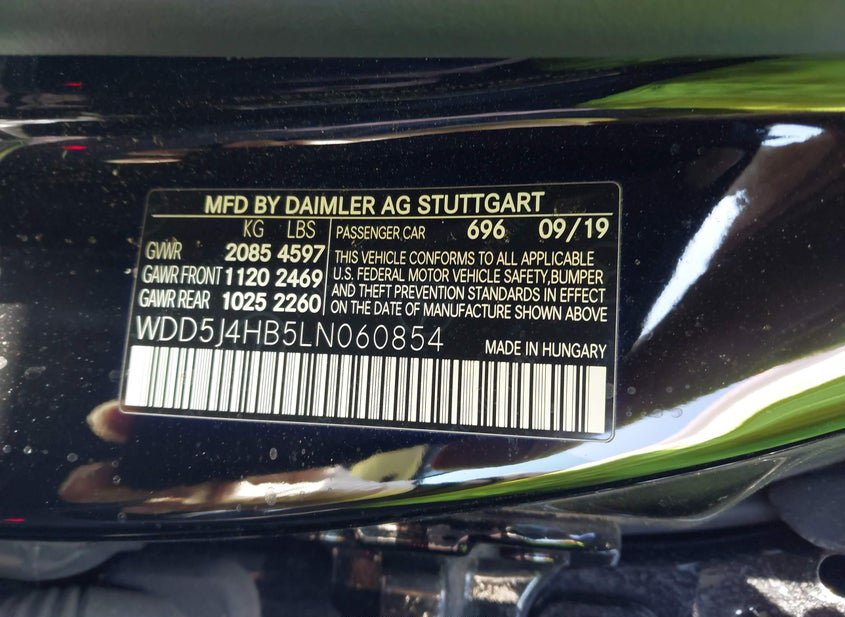 MFD BY DAIMLER AG STUTTGART
KG LBS
GVWR 2085 4597
GAWR FRONT 1120 2469
GAWR REAR 1025 2260
PASSENGER CAR 696 09/19
THIS VEHICLE CONFORMS TO ALL APPLICABLE
U.S. FEDERAL MOTOR VEHICLE SAFETY,BUMPER
AND THEFT PREVENTION STANDARDS IN EFFECT
ON THE DATE OF MANUFACTURE SHOWN ABOVE
WDD5J4HB5LN060854
MADE IN HUNGARY